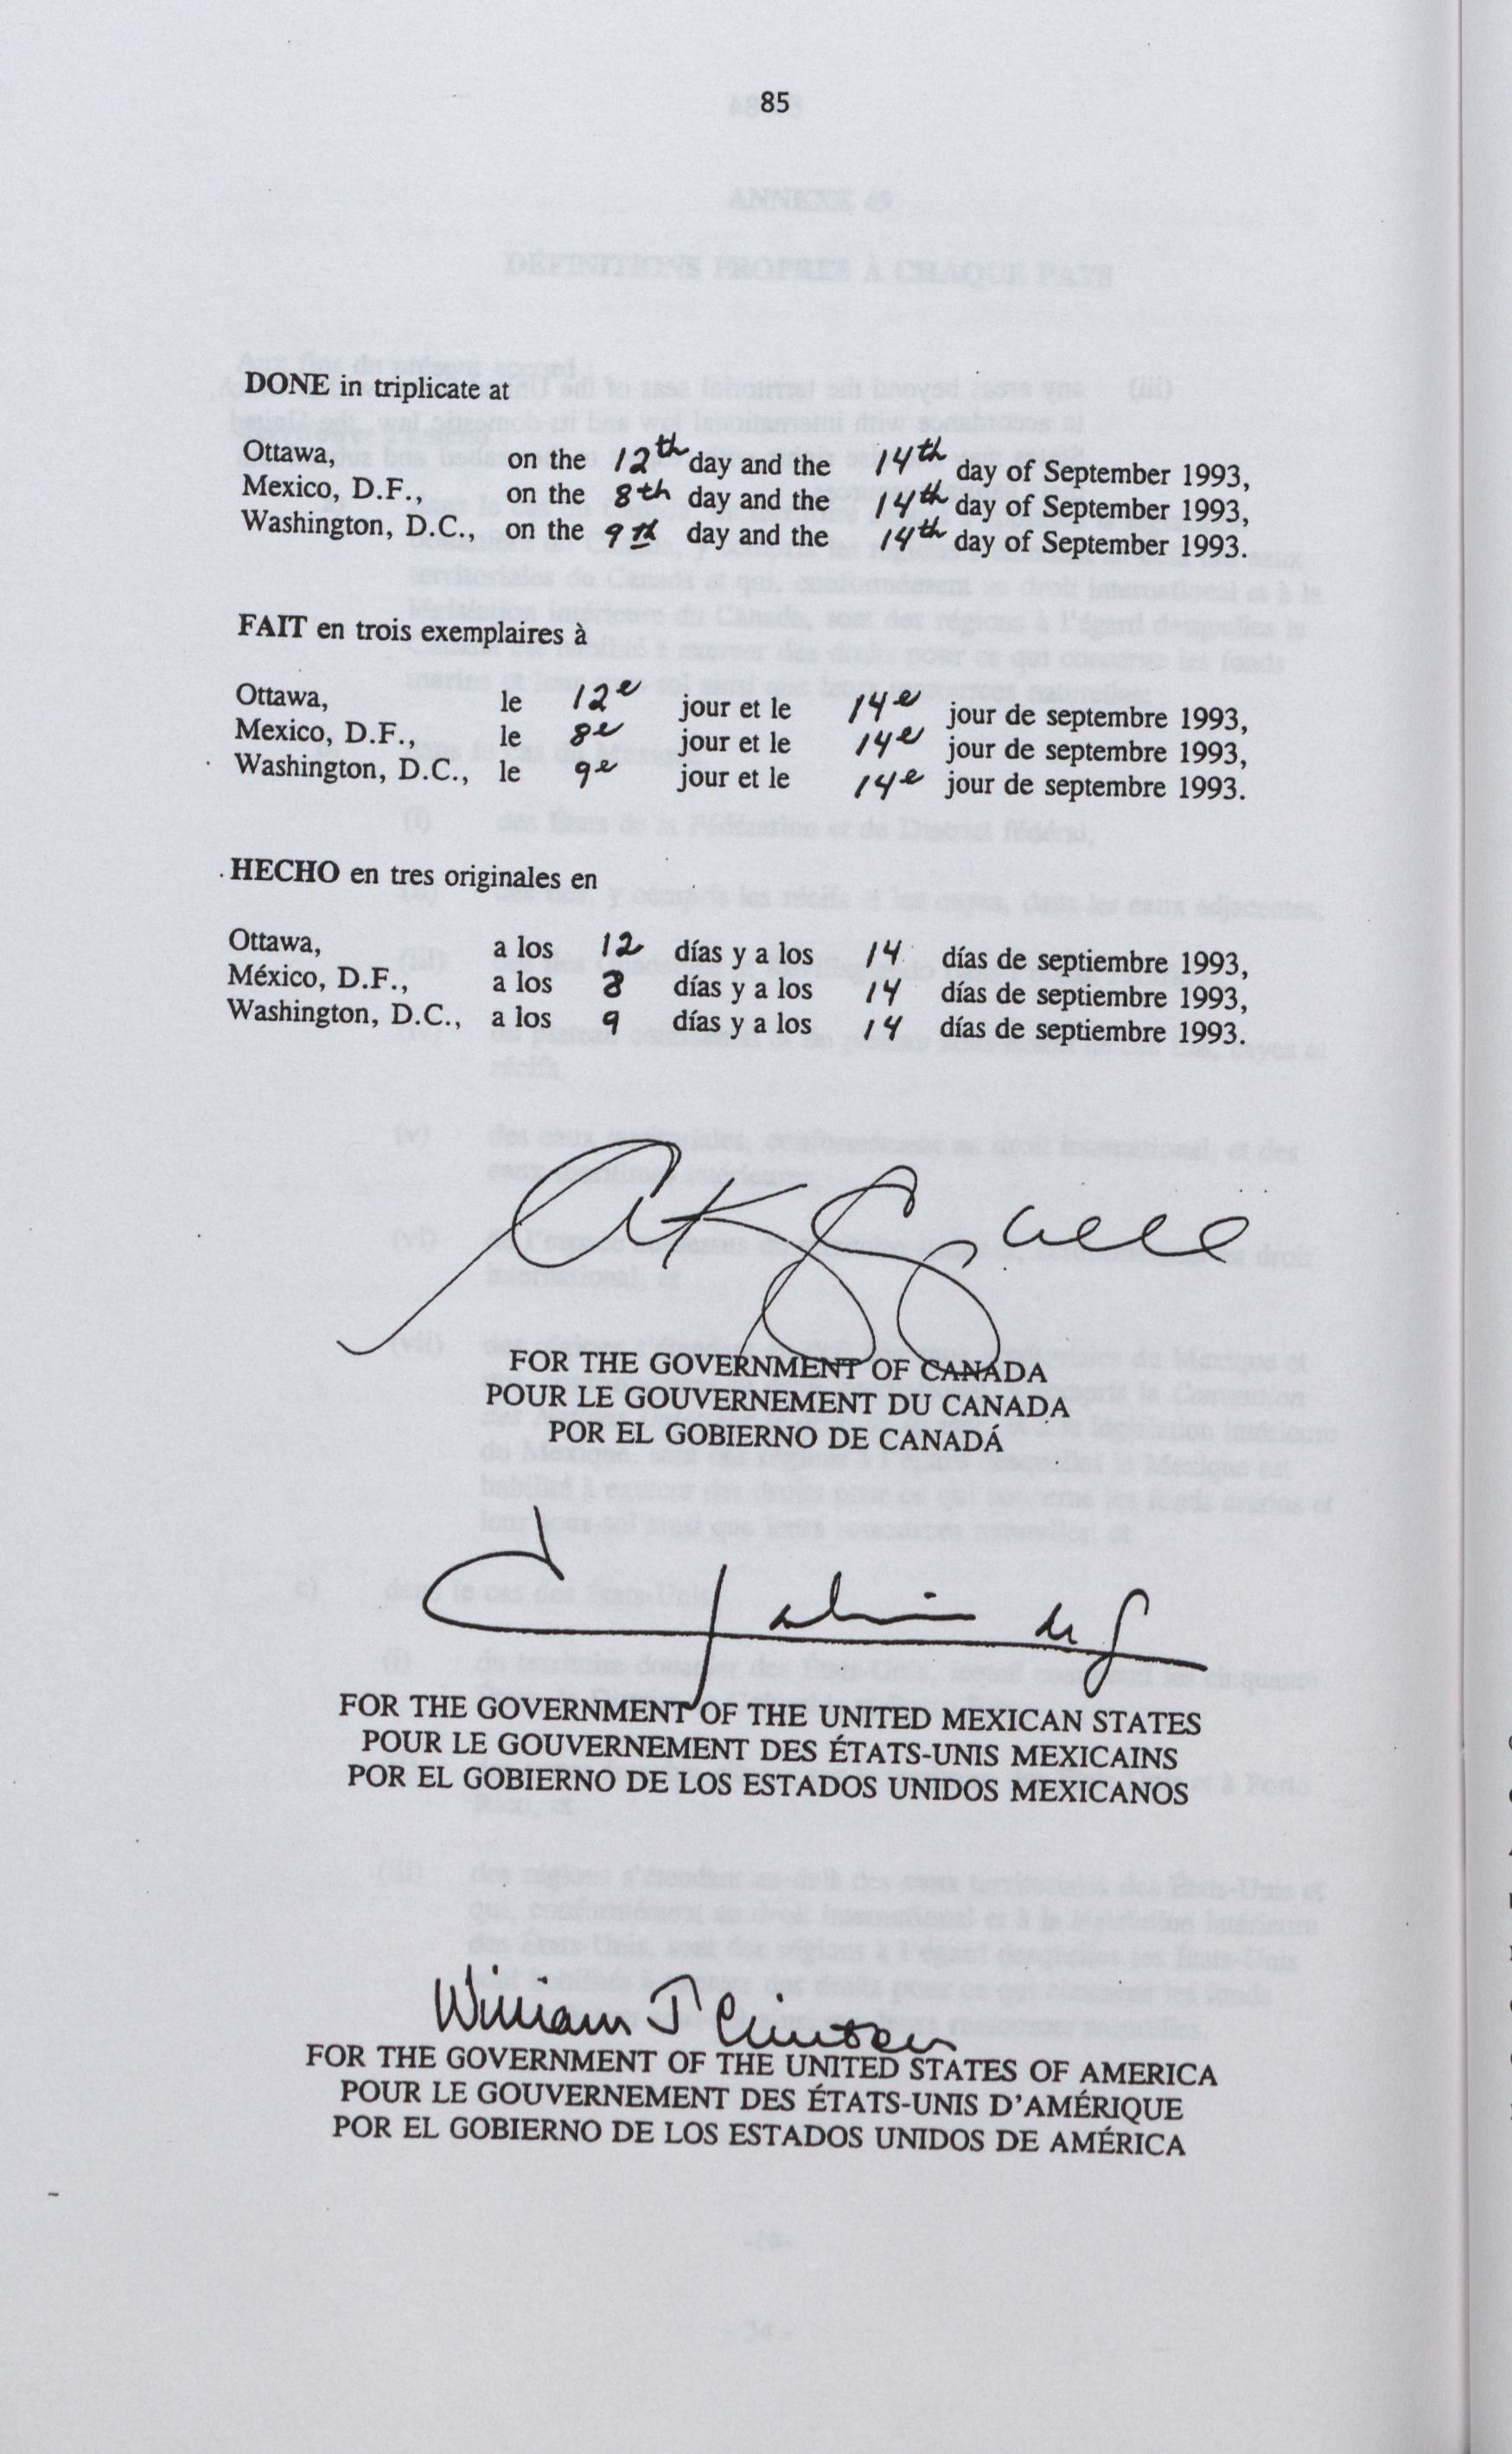 85
DONE in triplicate at
Ottawa, on the 12th day and the 14th day of September 1993,
Mexico, D.F., on the 8th day and the 14th day of September 1993,
Washington, D.C., on the 9th day and the 14th day of September 1993.
FAIT en trois exemplaires à
Ottawa, le 12e jour et le 14e jour de septembre 1993,
Mexico, D.F., le 8e jour et le 14e jour de septembre 1993,
Washington, D.C., le 9e jour et le 14e jour de septembre 1993.
HECHO en tres originales en
Ottawa, a los 12 días y a los 14 días de septiembre 1993,
México, D.F., a los 8 días y a los 14 días de septiembre 1993,
Washington, D.C., a los 9 días y a los 14 días de septiembre 1993.
FOR THE GOVERNMENT OF CANADA
POUR LE GOUVERNEMENT DU CANADA
POR EL GOBIERNO DE CANADÁ
FOR THE GOVERNMENT OF THE UNITED MEXICAN STATES
POUR LE GOUVERNEMENT DES ÉTATS-UNIS MEXICAINS
POR EL GOBIERNO DE LOS ESTADOS UNIDOS MEXICANOS
William J Clinton
FOR THE GOVERNMENT OF THE UNITED STATES OF AMERICA
POUR LE GOUVERNEMENT DES ÉTATS-UNIS D'AMÉRIQUE
POR EL GOBIERNO DE LOS ESTADOS UNIDOS DE AMÉRICA